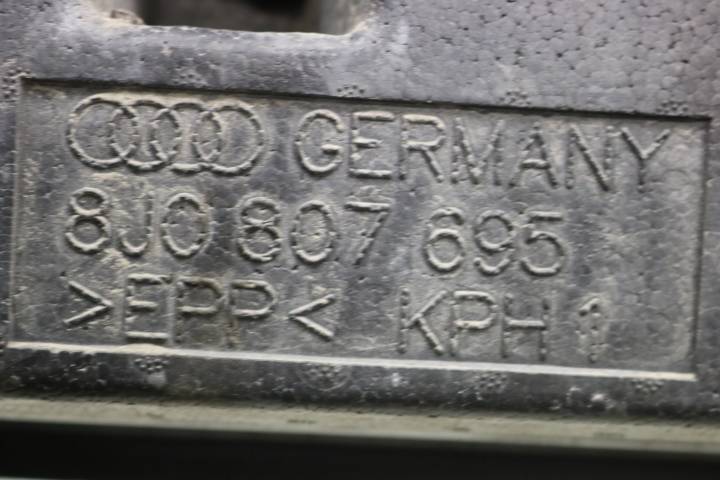 GERMANY
8J0 807 695
>EPP< KPH 1